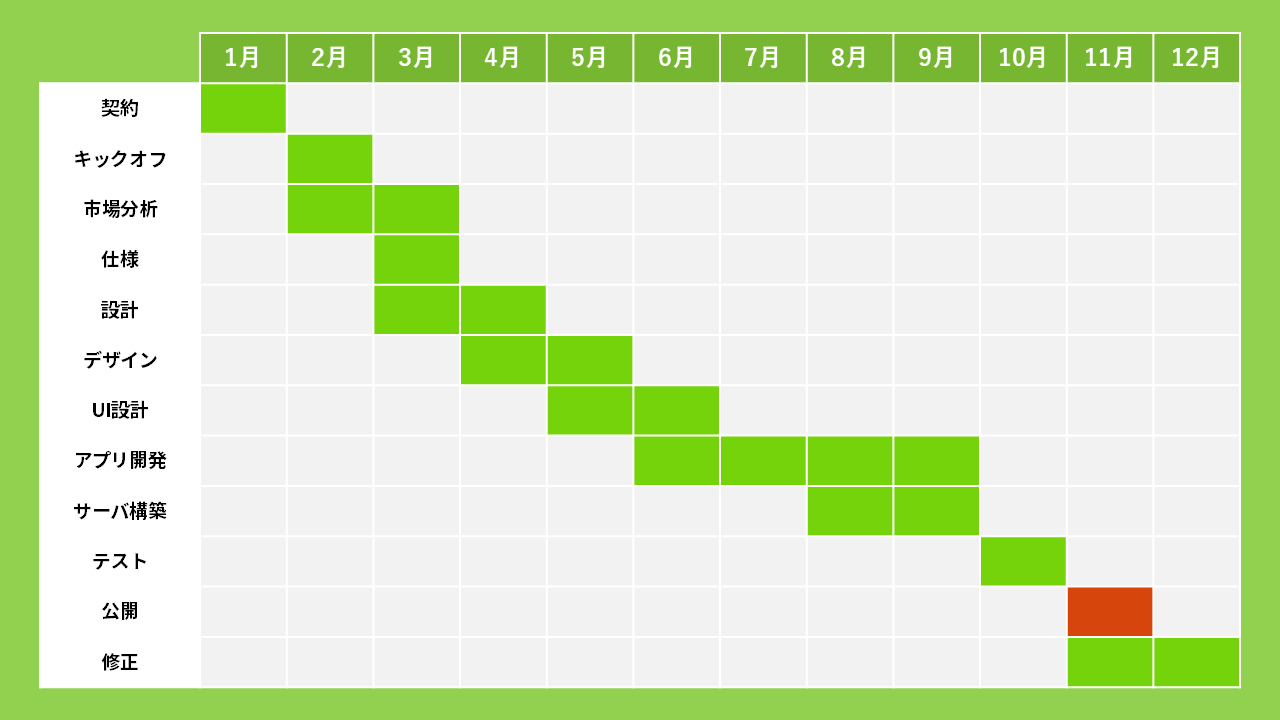 1月 2月 3月 4月 5月 6月 7月 8月 9月 10月 11月 12月
契約
キックオフ
市場分析
仕様
設計
デザイン
UI設計
アプリ開発
サーバ構築
テスト
公開
修正